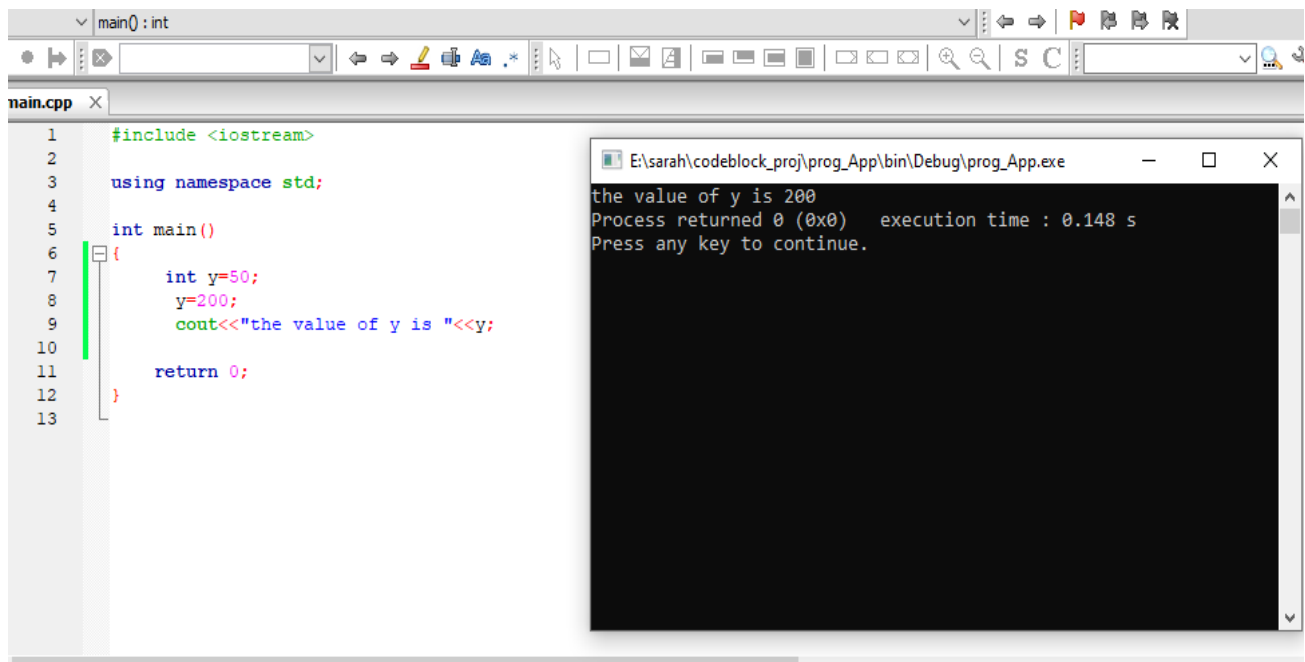 main() : int
S C
main.cpp
1 #include <iostream>
2
3 using namespace std;
4
5 int main()
6 {
7 int y=50;
8 y=200;
9 cout<<"the value of y is "<<y;
10
11 return 0;
12 }
13
E:\sarah\codeblock_proj\prog_App\bin\Debug\prog_App.exe
the value of y is 200
Process returned 0 (0x0) execution time : 0.148 s
Press any key to continue.